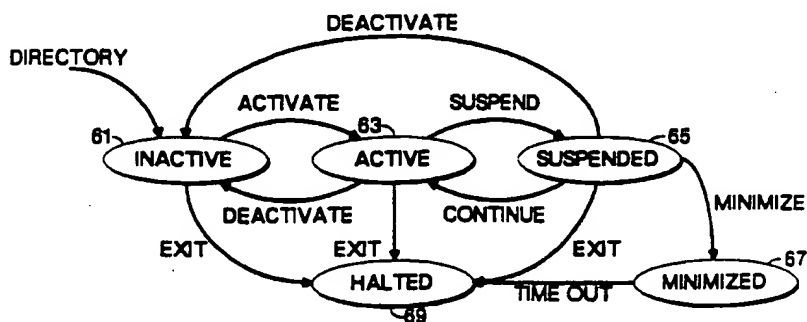 DEACTIVATE
DIRECTORY
ACTIVATE
SUSPEND
61
63
65
INACTIVE
ACTIVE
SUSPENDED
DEACTIVATE
CONTINUE
MINIMIZE
EXIT
EXIT
EXIT
67
HALTED
TIME OUT
MINIMIZED
69